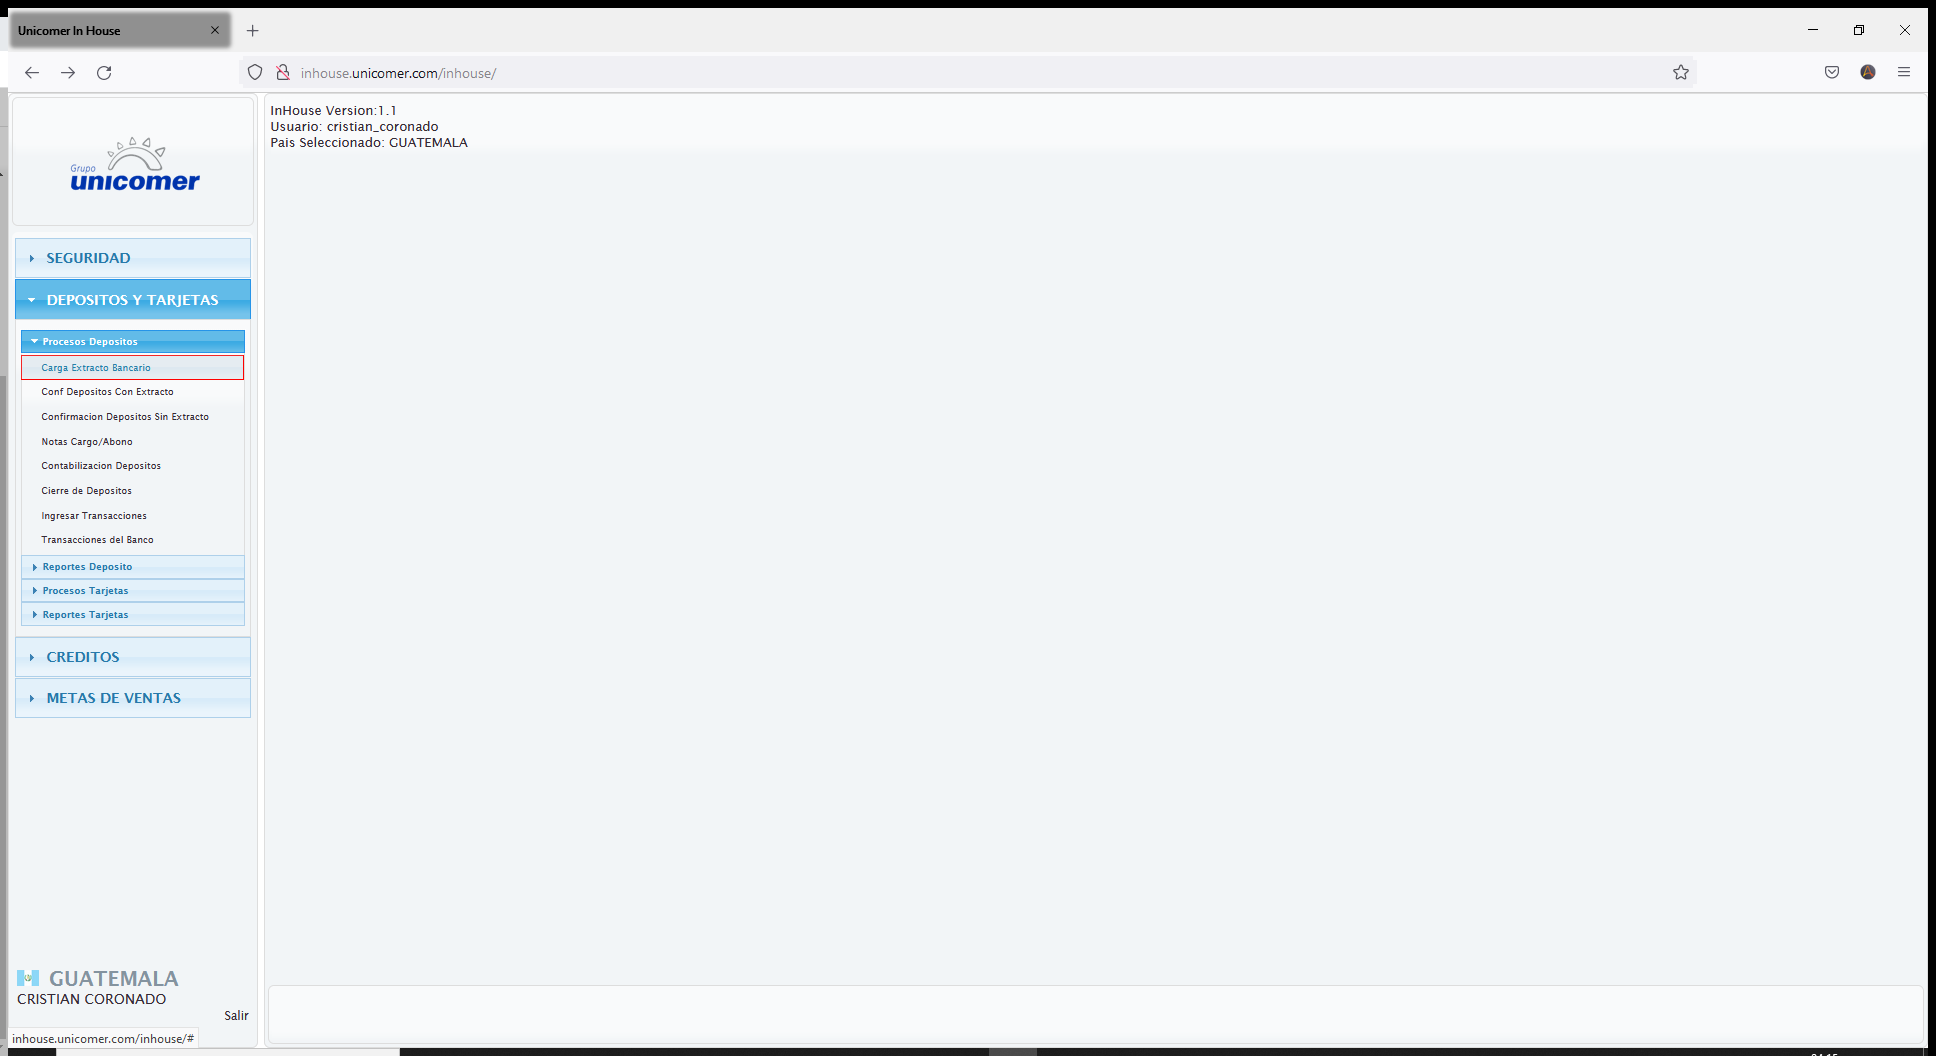 Unicomer In House
inhouse.unicomer.com/inhouse/
Grupo
unicomer
InHouse Version:1.1
Usuario: cristian_coronado
Pais Seleccionado: GUATEMALA
SEGURIDAD
DEPOSITOS Y TARJETAS
Procesos Depositos
Carga Extracto Bancario
Conf Depositos Con Extracto
Confirmacion Depositos Sin Extracto
Notas Cargo/Abono
Contabilizacion Depositos
Cierre de Depositos
Ingresar Transacciones
Transacciones del Banco
Reportes Deposito
Procesos Tarjetas
Reportes Tarjetas
CREDITOS
METAS DE VENTAS
GUATEMALA
CRISTIAN CORONADO
Salir
inhouse.unicomer.com/inhouse/#